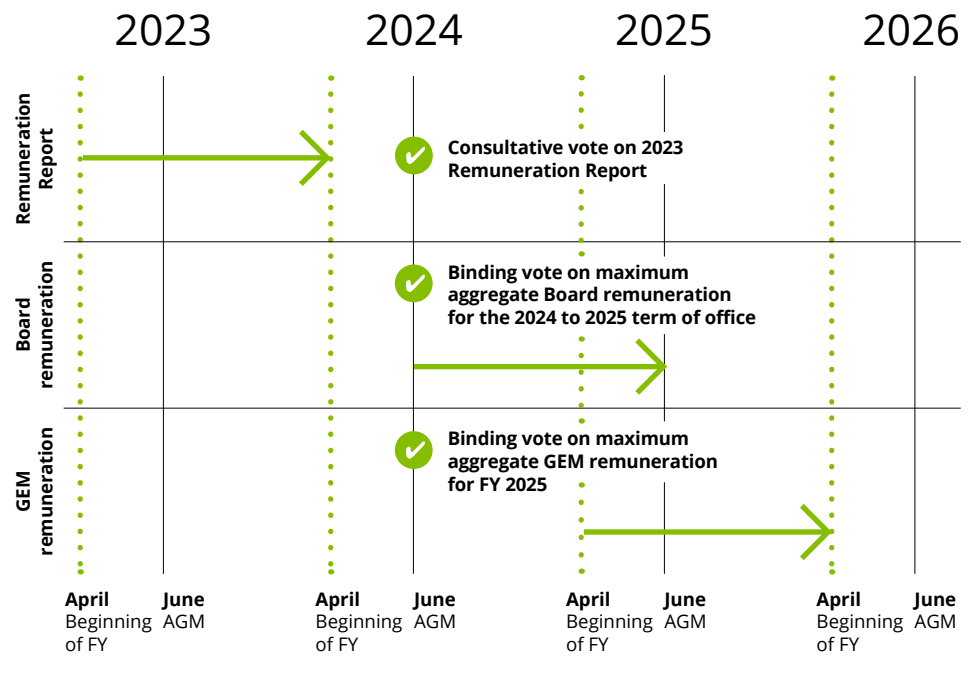 2023
2024
2025
2026
Remuneration
Report
Consultative vote on 2023
Remuneration Report
Board
remuneration
Binding vote on maximum
aggregate Board remuneration
for the 2024 to 2025 term of office
GEM
remuneration
Binding vote on maximum
aggregate GEM remuneration
for FY 2025
April
Beginning
of FY
June
AGM
April
Beginning
of FY
June
AGM
April
Beginning
of FY
June
AGM
April
Beginning
of FY
June
AGM